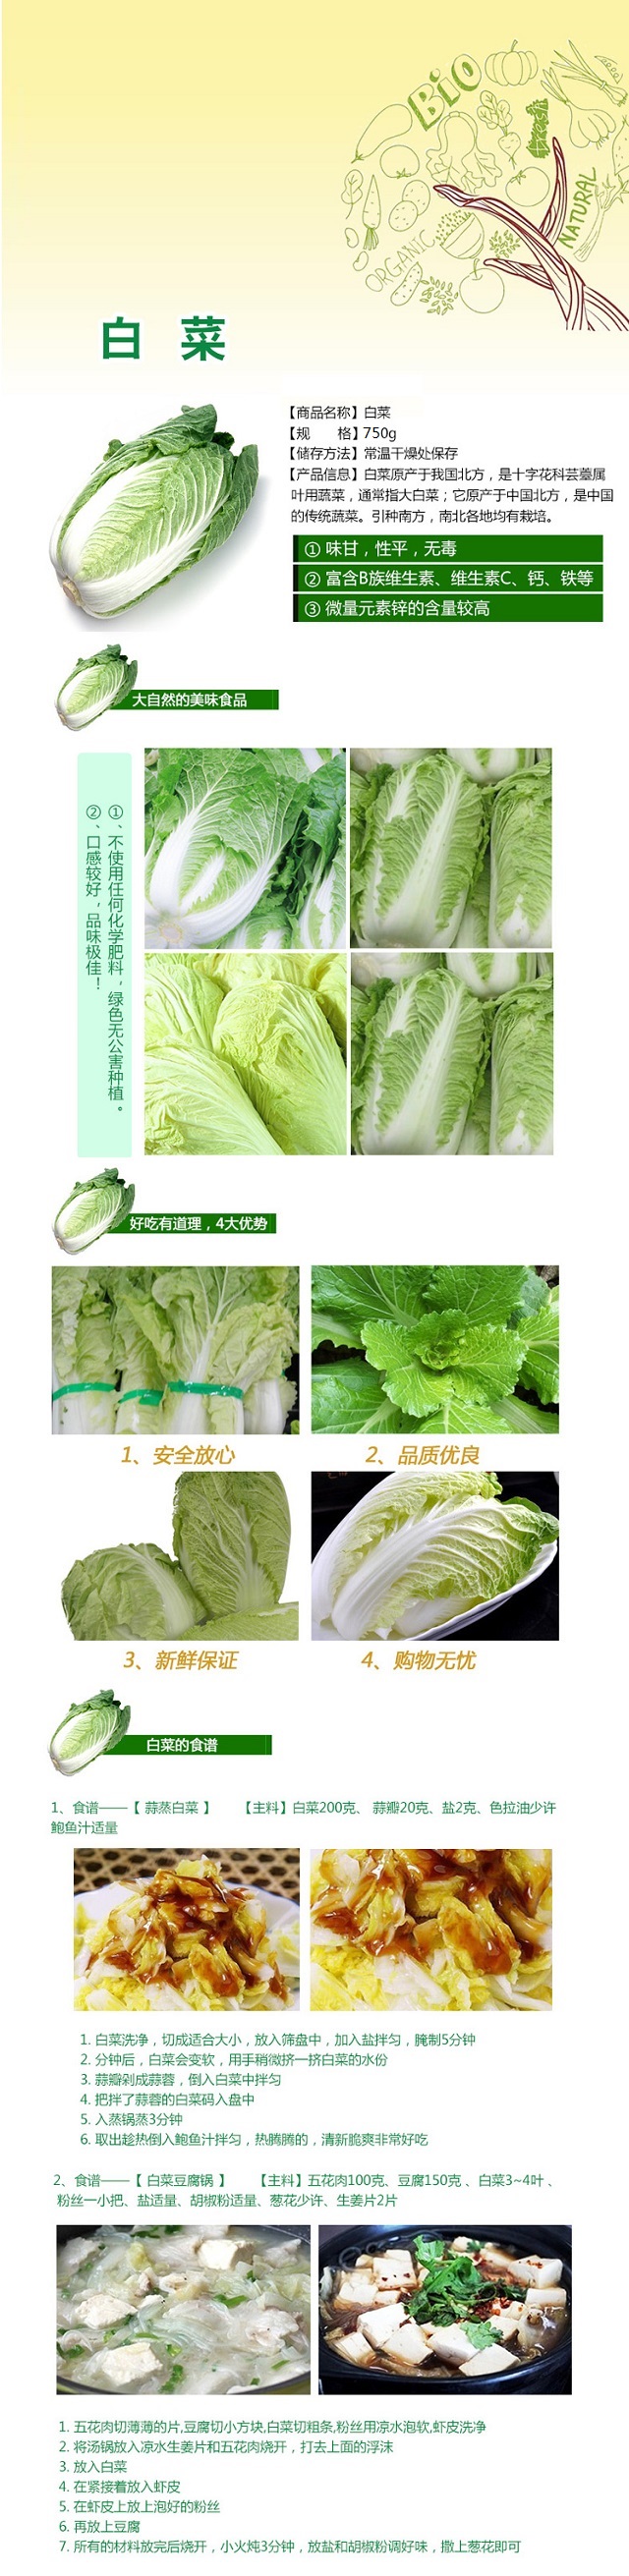 Bio
Fresh
NATURAL
ORGANIC
白 菜
【商品名称】白菜
【规 格】750g
【储存方法】常温干燥处保存
【产品信息】白菜原产于我国北方，是十字花科芸薹属
叶用蔬菜，通常指大白菜；它原产于中国北方，是中国
的传统蔬菜。引种南方，南北各地均有栽培。
① 味甘，性平，无毒
② 富含B族维生素、维生素C、钙、铁等
③ 微量元素锌的含量较高
大自然的美味食品
①、不使用任何化学肥料，绿色无公害种植。
②、口感较好，品味极佳！
好吃有道理，4大优势
1、安全放心
2、品质优良
3、新鲜保证
4、购物无忧
白菜的食谱
1、食谱——【 蒜蒸白菜 】 【主料】白菜200克、 蒜瓣20克、盐2克、色拉油少许
鲍鱼汁适量
1. 白菜洗净，切成适合大小，放入筛盘中，加入盐拌匀，腌制5分钟
2. 分钟后，白菜会变软，用手稍微挤一挤白菜的水份
3. 蒜瓣剁成蒜蓉，倒入白菜中拌匀
4. 把拌了蒜蓉的白菜码入盘中
5. 入蒸锅蒸3分钟
6. 取出趁热倒入鲍鱼汁拌匀，热腾腾的，清新脆爽非常好吃
2、食谱——【 白菜豆腐锅 】 【主料】五花肉100克、豆腐150克 、白菜3~4叶 、
粉丝一小把、盐适量、胡椒粉适量、葱花少许、生姜片2片
1. 五花肉切薄薄的片,豆腐切小方块,白菜切粗条,粉丝用凉水泡软,虾皮洗净
2. 将汤锅放入凉水生姜片和五花肉烧开，打去上面的浮沫
3. 放入白菜
4. 在紧接着放入虾皮
5. 在虾皮上放上泡好的粉丝
6. 再放上豆腐
7. 所有的材料放完后烧开，小火炖3分钟，放盐和胡椒粉调好味，撒上葱花即可